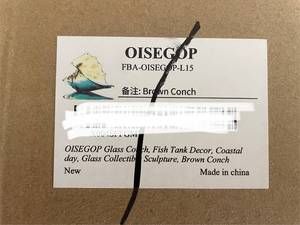 OISEGOP
FBA-OISEGOP-L15
备注: Brown Conch
OISEGOP Glass Conch, Fish Tank Decor, Coastal
day, Glass Collectible Sculpture, Brown Conch
New
Made in china